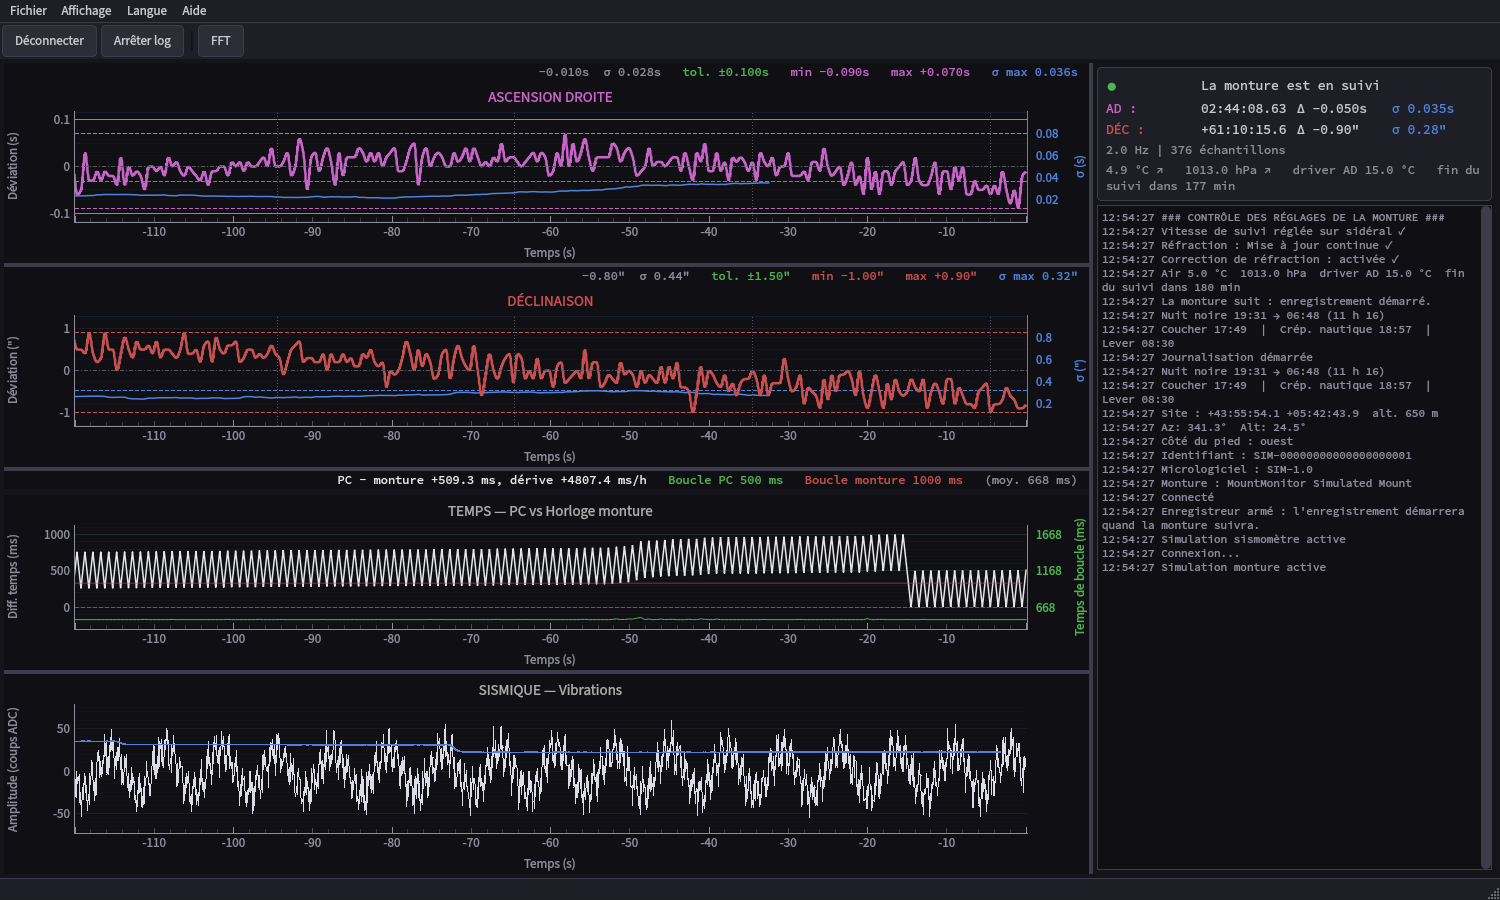 Fichier Affichage Langue Aide
Déconnecter Arrêter log FFT
−0.010s σ 0.028s tol. ±0.100s min −0.090s max +0.070s σ max 0.036s
ASCENSION DROITE
Déviation (s)
0.1
0
-0.1
0.08
0.06
0.04
0.02
σ (s)
-110 -100 -90 -80 -70 -60 -50 -40 -30 -20 -10
Temps (s)
−0.80" σ 0.44" tol. ±1.50" min −1.00" max +0.90" σ max 0.32"
DÉCLINAISON
Déviation (")
1
0
-1
0.8
0.6
0.4
0.2
σ (")
-110 -100 -90 -80 -70 -60 -50 -40 -30 -20 -10
Temps (s)
PC − monture +509.3 ms, dérive +4807.4 ms/h Boucle PC 500 ms Boucle monture 1000 ms (moy. 668 ms)
TEMPS — PC vs Horloge monture
Diff. temps (ms)
1000
500
0
1668
1168
668
Temps de boucle (ms)
-110 -100 -90 -80 -70 -60 -50 -40 -30 -20 -10
Temps (s)
SISMIQUE — Vibrations
Amplitude (coups ADC)
50
0
-50
-110 -100 -90 -80 -70 -60 -50 -40 -30 -20 -10
Temps (s)
La monture est en suivi
AD : 02:44:08.63 Δ −0.050s σ 0.035s
DÉC : +61:10:15.6 Δ −0.90" σ 0.28"
2.0 Hz | 376 échantillons
4.9 °C ↗ 1013.0 hPa ↗ driver AD 15.0 °C fin du
suivi dans 177 min
12:54:27 ### CONTRÔLE DES RÉGLAGES DE LA MONTURE ###
12:54:27 Vitesse de suivi réglée sur sidéral ✓
12:54:27 Réfraction : Mise à jour continue ✓
12:54:27 Correction de réfraction : activée ✓
12:54:27 Air 5.0 °C 1013.0 hPa driver AD 15.0 °C fin
du suivi dans 180 min
12:54:27 La monture suit : enregistrement démarré.
12:54:27 Nuit noire 19:31 → 06:48 (11 h 16)
12:54:27 Coucher 17:49 | Crép. nautique 18:57 |
Lever 08:30
12:54:27 Journalisation démarrée
12:54:27 Nuit noire 19:31 → 06:48 (11 h 16)
12:54:27 Coucher 17:49 | Crép. nautique 18:57 |
Lever 08:30
12:54:27 Site : +43:55:54.1 +05:42:43.9 alt. 650 m
12:54:27 Az: 341.3° Alt: 24.5°
12:54:27 Côté du pied : ouest
12:54:27 Identifiant : SIM-00000000000000000001
12:54:27 Micrologiciel : SIM-1.0
12:54:27 Monture : MountMonitor Simulated Mount
12:54:27 Connecté
12:54:27 Enregistreur armé : l'enregistrement démarrera
quand la monture suivra.
12:54:27 Simulation sismomètre active
12:54:27 Connexion...
12:54:27 Simulation monture active